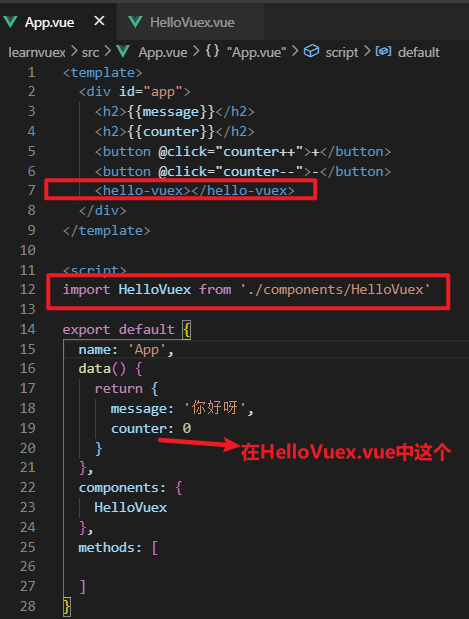 App.vue × HelloVuex.vue
learnvuex > src > App.vue > {} "App.vue" > script > default
1 <template>
2 <div id="app">
3 <h2>{{message}}</h2>
4 <h2>{{counter}}</h2>
5 <button @click="counter++">+</button>
6 <button @click="counter--">-</button>
7 <hello-vuex></hello-vuex>
8 </div>
9 </template>
10
11 <script>
12 import HelloVuex from './components/HelloVuex'
13
14 export default {
15 name: 'App',
16 data() {
17 return {
18 message: '你好呀',
19 counter: 0
20 }
在HelloVuex.vue中这个
21 },
22 components: {
23 HelloVuex
24 },
25 methods: [
26
27 ]
28 }